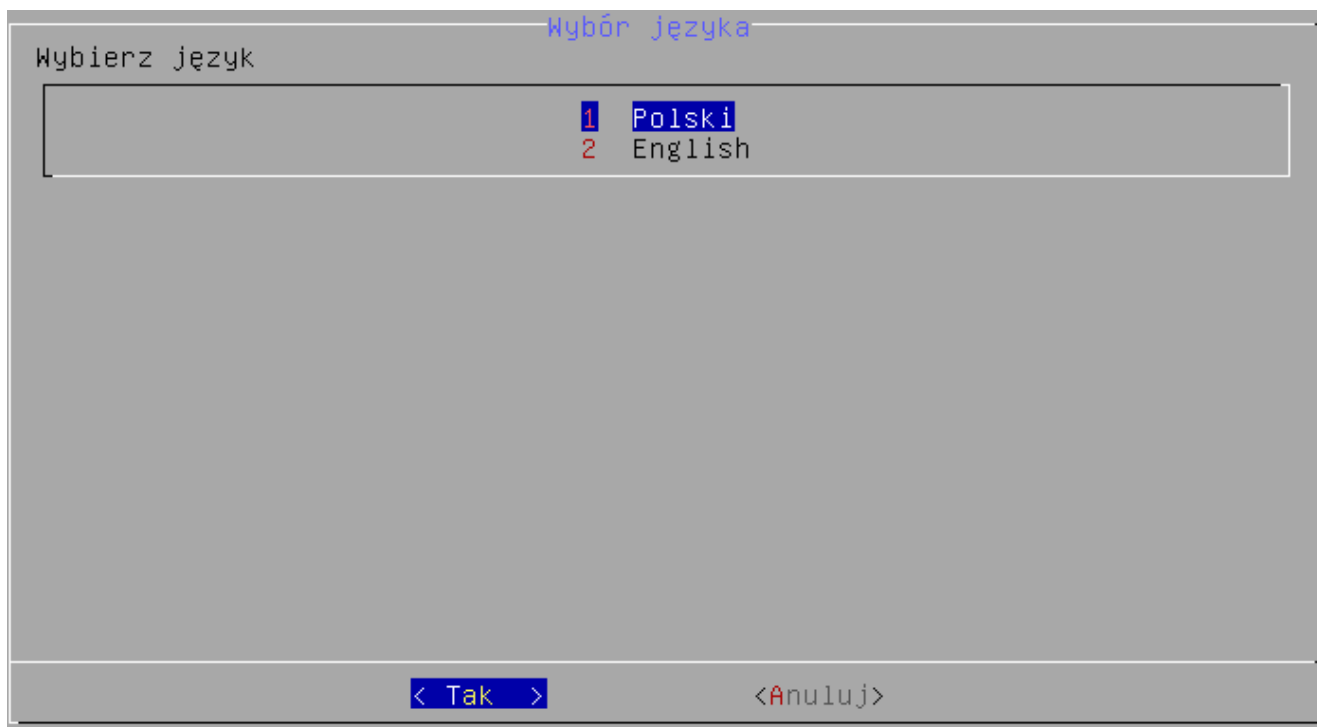 Wybór języka
Wybierz język
1 Polski
2 English
< Tak > <Anuluj>